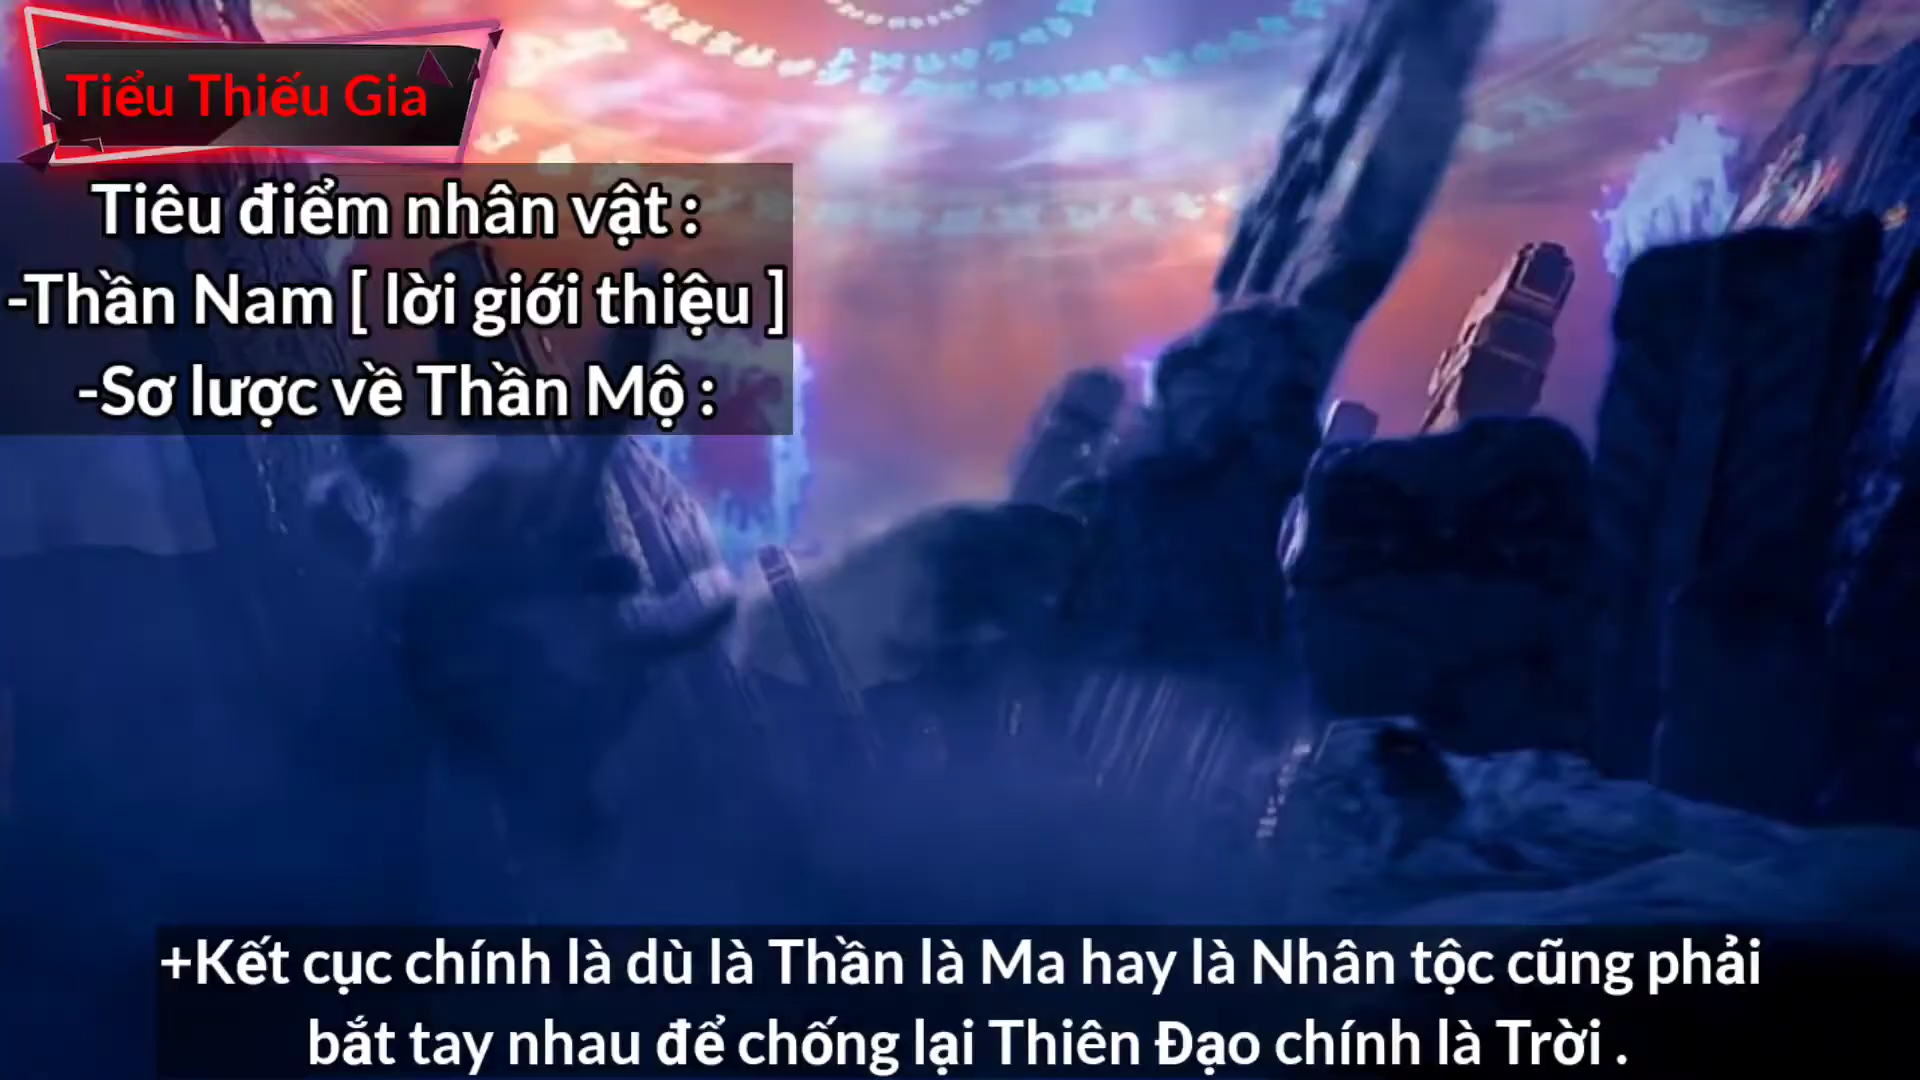 Tiểu Thiếu Gia
Tiêu điểm nhân vật :
-Thần Nam [ lời giới thiệu ]
-Sơ lược về Thần Mộ :
+Kết cục chính là dù là Thần là Ma hay là Nhân tộc cũng phải
bắt tay nhau để chống lại Thiên Đạo chính là Trời .